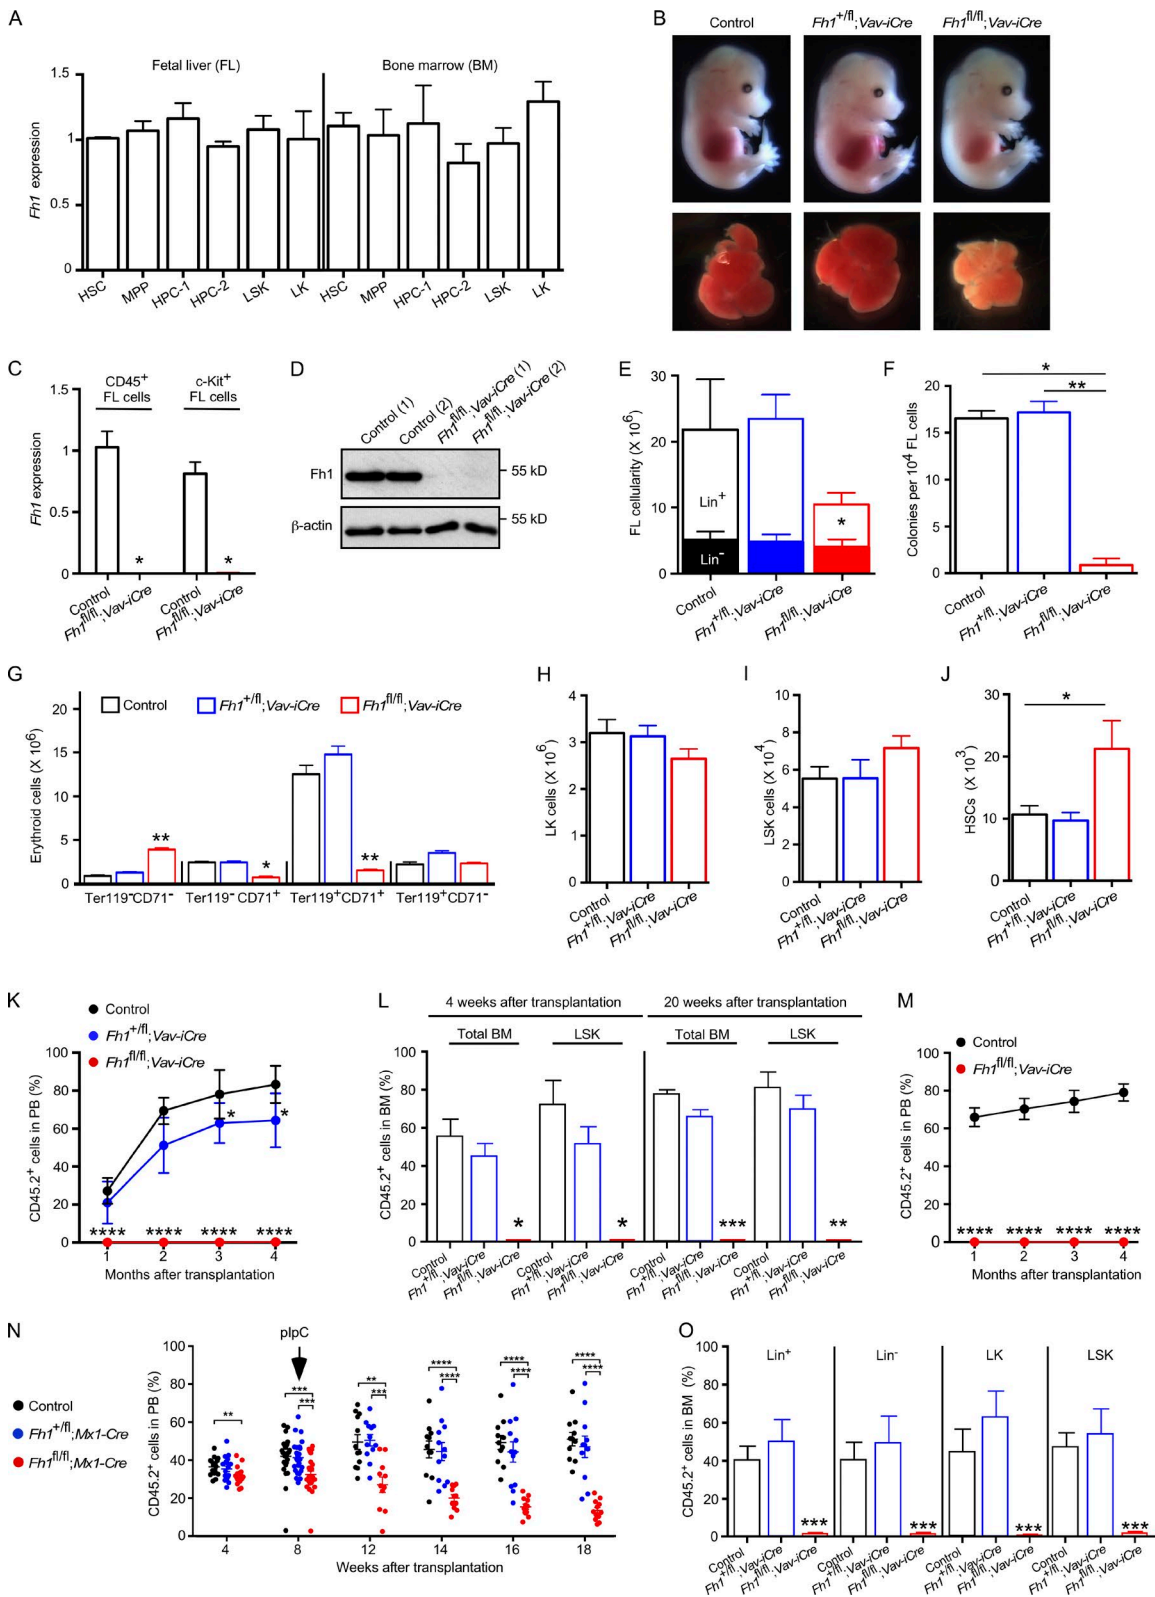 A
Fetal liver (FL)
Bone marrow (BM)
Fh1 expression
1.5
1
0.5
0
HSC MPP HPC-1 HPC-2 LSK LK HSC MPP HPC-1 HPC-2 LSK LK
B
Control Fh1+/fl;Vav-iCre Fh1fl/fl;Vav-iCre
C
CD45+ FL cells
c-Kit+ FL cells
Fh1 expression
1.5
1
0.5
0
* *
Control Fh1fl/fl;Vav-iCre Control Fh1fl/fl;Vav-iCre
D
Control (1) Control (2) Fh1fl/fl;Vav-iCre (1) Fh1fl/fl;Vav-iCre (2)
Fh1 55 kD
β-actin 55 kD
E
FL cellularity (X 10^6)
30
20
10
0
Lin+
Lin-
*
Control Fh1+/fl;Vav-iCre Fh1fl/fl;Vav-iCre
F
Colonies per 10^4 FL cells
20
15
10
5
0
*
**
Control Fh1+/fl;Vav-iCre Fh1fl/fl;Vav-iCre
G
Control Fh1+/fl;Vav-iCre Fh1fl/fl;Vav-iCre
Erythroid cells (X 10^6)
20
15
10
5
0
** * **
Ter119-CD71- Ter119-CD71+ Ter119+CD71+ Ter119+CD71-
H
LK cells (X 10^6)
4
3
2
1
0
Control Fh1+/fl;Vav-iCre Fh1fl/fl;Vav-iCre
I
LSK cells (X 10^4)
10
8
6
4
2
0
Control Fh1+/fl;Vav-iCre Fh1fl/fl;Vav-iCre
J
HSCs (X 10^3)
30
20
10
0
*
Control Fh1+/fl;Vav-iCre Fh1fl/fl;Vav-iCre
K
Control
Fh1+/fl;Vav-iCre
Fh1fl/fl;Vav-iCre
CD45.2+ cells in PB (%)
100
80
60
40
20
0
* *
**** **** **** ****
1 2 3 4
Months after transplantation
L
4 weeks after transplantation 20 weeks after transplantation
Total BM LSK Total BM LSK
CD45.2+ cells in BM (%)
100
80
60
40
20
0
* * *** **
Control Fh1+/fl;Vav-iCre Fh1fl/fl;Vav-iCre Control Fh1+/fl;Vav-iCre Fh1fl/fl;Vav-iCre Control Fh1+/fl;Vav-iCre Fh1fl/fl;Vav-iCre Control Fh1+/fl;Vav-iCre Fh1fl/fl;Vav-iCre
M
Control
Fh1fl/fl;Vav-iCre
CD45.2+ cells in PB (%)
100
80
60
40
20
0
**** **** **** ****
1 2 3 4
Months after transplantation
N
pIpC
Control
Fh1+/fl;Mx1-Cre
Fh1fl/fl;Mx1-Cre
CD45.2+ cells in PB (%)
100
80
60
40
20
0
** *** *** ** *** **** **** **** **** **** ****
4 8 12 14 16 18
Weeks after transplantation
O
Lin+ Lin- LK LSK
CD45.2+ cells in BM (%)
100
80
60
40
20
0
*** *** *** ***
Control Fh1+/fl;Vav-iCre Fh1fl/fl;Vav-iCre Control Fh1+/fl;Vav-iCre Fh1fl/fl;Vav-iCre Control Fh1+/fl;Vav-iCre Fh1fl/fl;Vav-iCre Control Fh1+/fl;Vav-iCre Fh1fl/fl;Vav-iCre